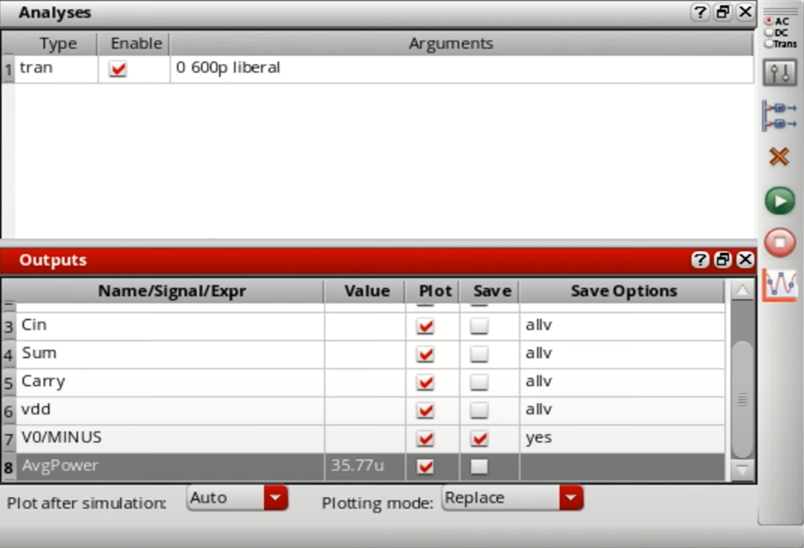 Analyses
AC
DC
Trans
Type Enable Arguments
1 tran 0 600p liberal
Outputs
Name/Signal/Expr Value Plot Save Save Options
3 Cin allv
4 Sum allv
5 Carry allv
6 vdd allv
7 V0/MINUS yes
8 AvgPower 35.77u
Plot after simulation: Auto Plotting mode: Replace